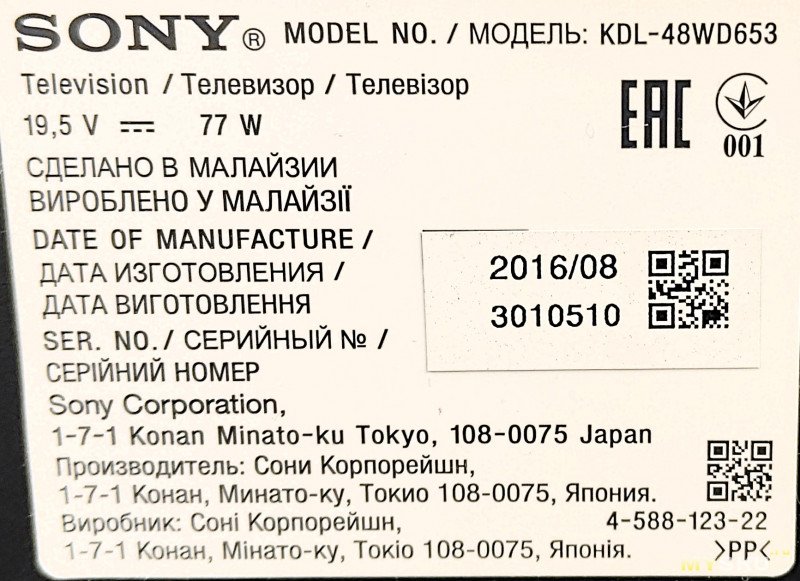 SONY® MODEL NO. / МОДЕЛЬ: KDL-48WD653
Television / Телевизор / Телевізор
19,5 V ⎓ 77 W
EAC
001
СДЕЛАНО В МАЛАЙЗИИ
ВИРОБЛЕНО У МАЛАЙЗІЇ
DATE OF MANUFACTURE /
ДАТА ИЗГОТОВЛЕНИЯ /
ДАТА ВИГОТОВЛЕННЯ
2016/08
3010510
SER. NO. / СЕРИЙНЫЙ № /
СЕРІЙНИЙ НОМЕР
Sony Corporation,
1-7-1 Konan Minato-ku Tokyo, 108-0075 Japan
Производитель: Сони Корпорейшн,
1-7-1 Конан, Минато-ку, Токио 108-0075, Япония.
Виробник: Соні Корпорейшн,
4-588-123-22
1-7-1 Конан, Мінато-ку, Токіо 108-0075, Японія.
>PP<